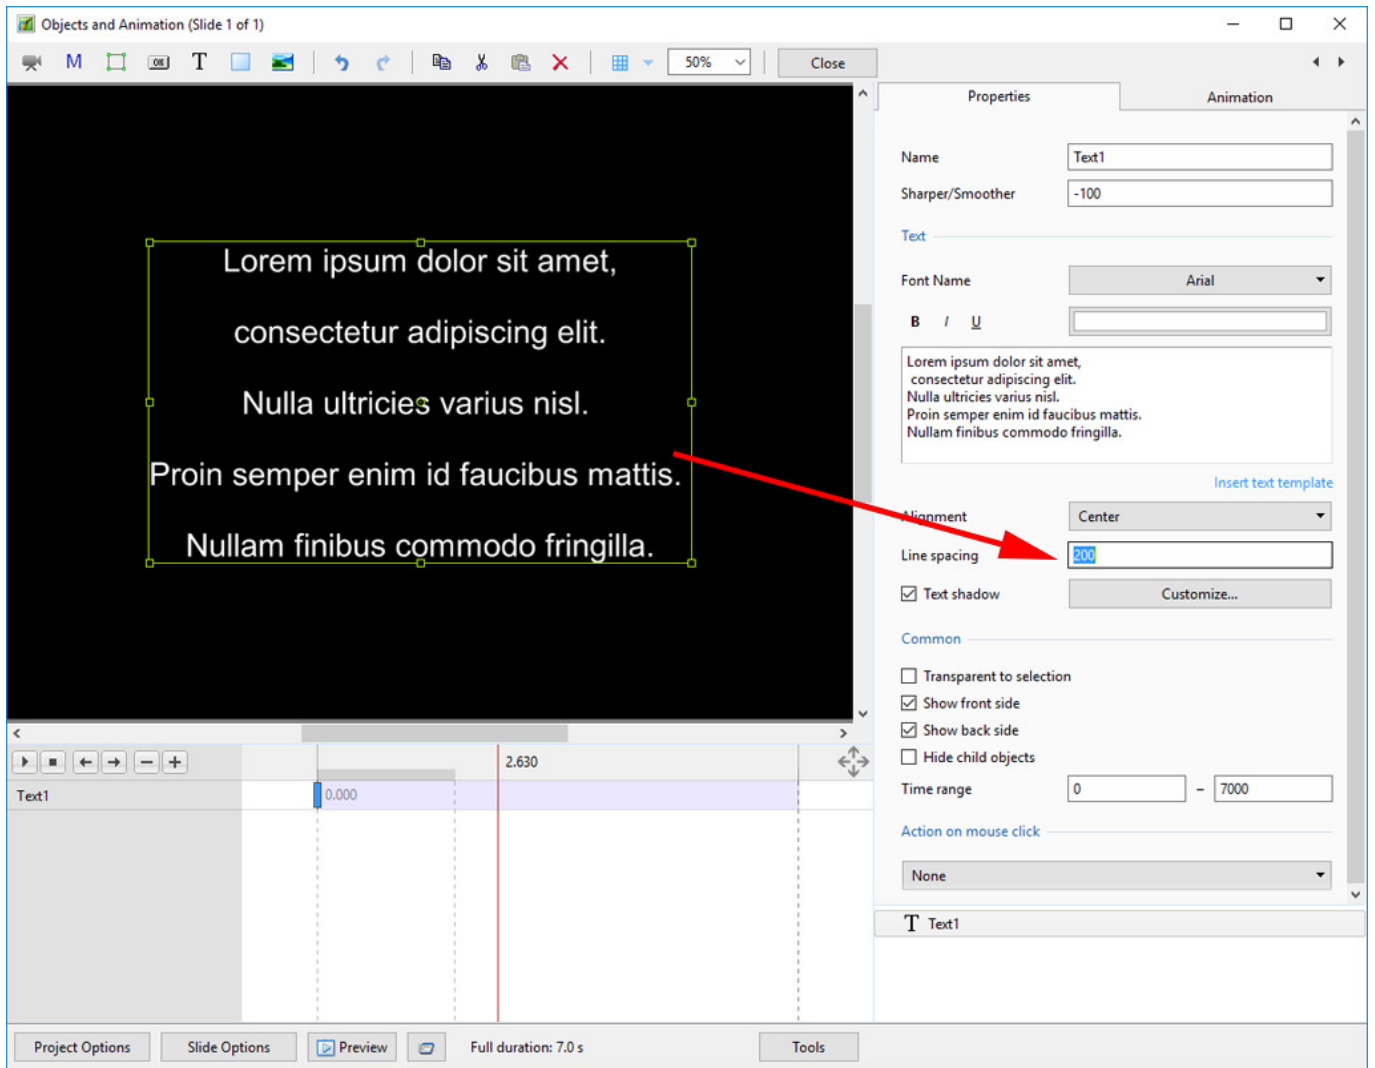 Objects and Animation (Slide 1 of 1)
M OK T 50% Close
Properties Animation
Name Text1
Sharper/Smoother -100
Text
Font Name Arial
B I U
Lorem ipsum dolor sit amet,
consectetur adipiscing elit.
Nulla ultricies varius nisl.
Proin semper enim id faucibus mattis.
Nullam finibus commodo fringilla.
Lorem ipsum dolor sit amet,
consectetur adipiscing elit.
Nulla ultricies varius nisl.
Proin semper enim id faucibus mattis.
Nullam finibus commodo fringilla.
Insert text template
Alignment Center
Line spacing 200
Text shadow Customize...
Common
Transparent to selection
Show front side
Show back side
Hide child objects
Time range 0 – 7000
Action on mouse click
None
T Text1
2.630
Text1 0.000
Project Options Slide Options Preview Full duration: 7.0 s Tools